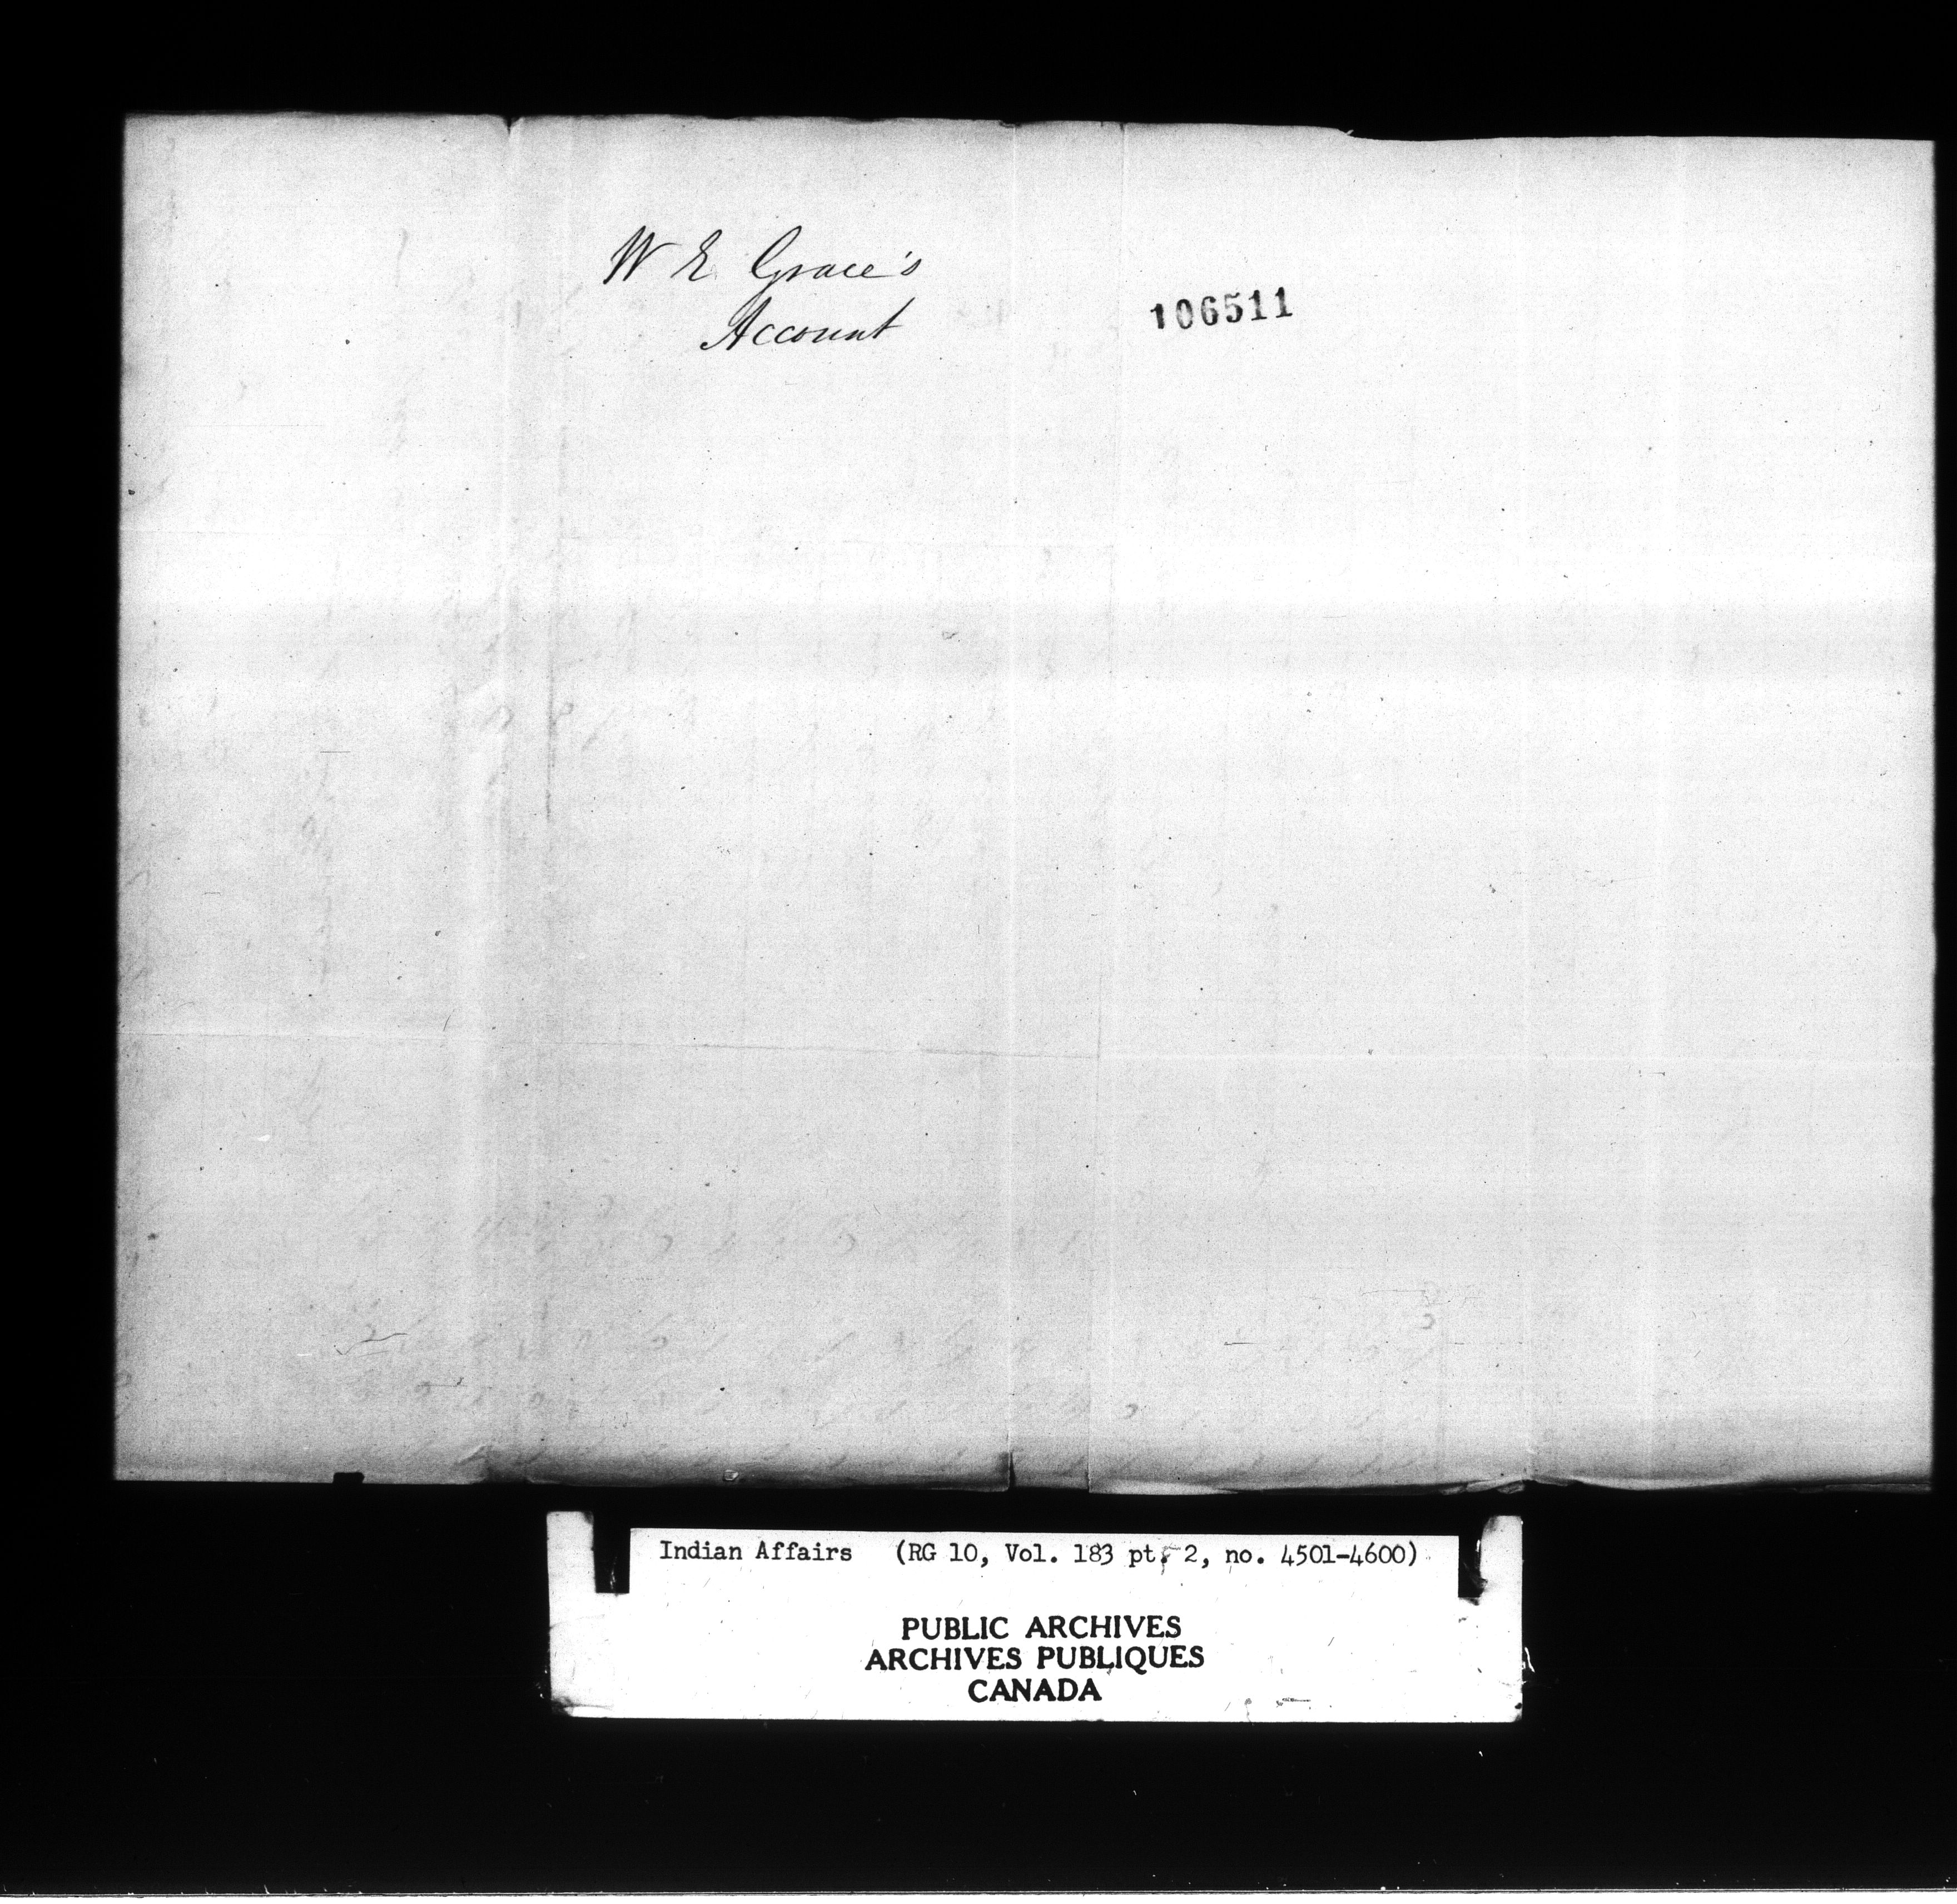 W E Grace's
Account
106511
Indian Affairs (RG 10, Vol. 183 pt. 2, no. 4501-4600)
PUBLIC ARCHIVES
ARCHIVES PUBLIQUES
CANADA